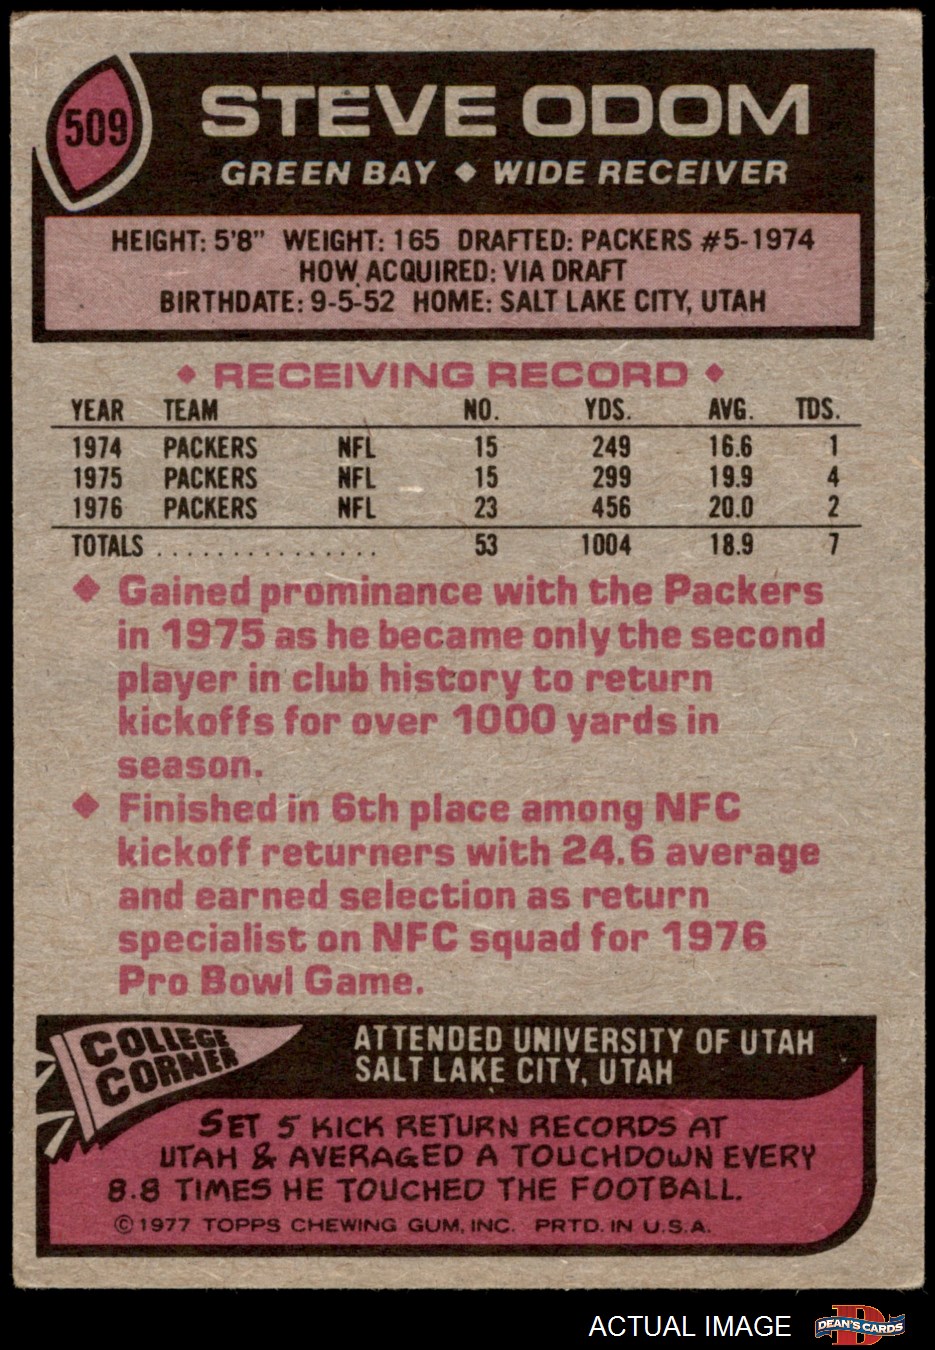 509
STEVE ODOM
GREEN BAY ◆ WIDE RECEIVER
HEIGHT: 5'8" WEIGHT: 165 DRAFTED: PACKERS #5-1974
HOW ACQUIRED: VIA DRAFT
BIRTHDATE: 9-5-52 HOME: SALT LAKE CITY, UTAH
◆ RECEIVING RECORD ◆
YEAR TEAM NO. YDS. AVG. TDS.
1974 PACKERS NFL 15 249 16.6 1
1975 PACKERS NFL 15 299 19.9 4
1976 PACKERS NFL 23 456 20.0 2
TOTALS ............... 53 1004 18.9 7
◆ Gained prominance with the Packers
in 1975 as he became only the second
player in club history to return
kickoffs for over 1000 yards in
season.
◆ Finished in 6th place among NFC
kickoff returners with 24.6 average
and earned selection as return
specialist on NFC squad for 1976
Pro Bowl Game.
COLLEGE
CORNER
ATTENDED UNIVERSITY OF UTAH
SALT LAKE CITY, UTAH
SET 5 KICK RETURN RECORDS AT
UTAH & AVERAGED A TOUCHDOWN EVERY
8.8 TIMES HE TOUCHED THE FOOTBALL.
©1977 TOPPS CHEWING GUM, INC. PRTD. IN U.S.A.
ACTUAL IMAGE
D
DEAN'S CARDS